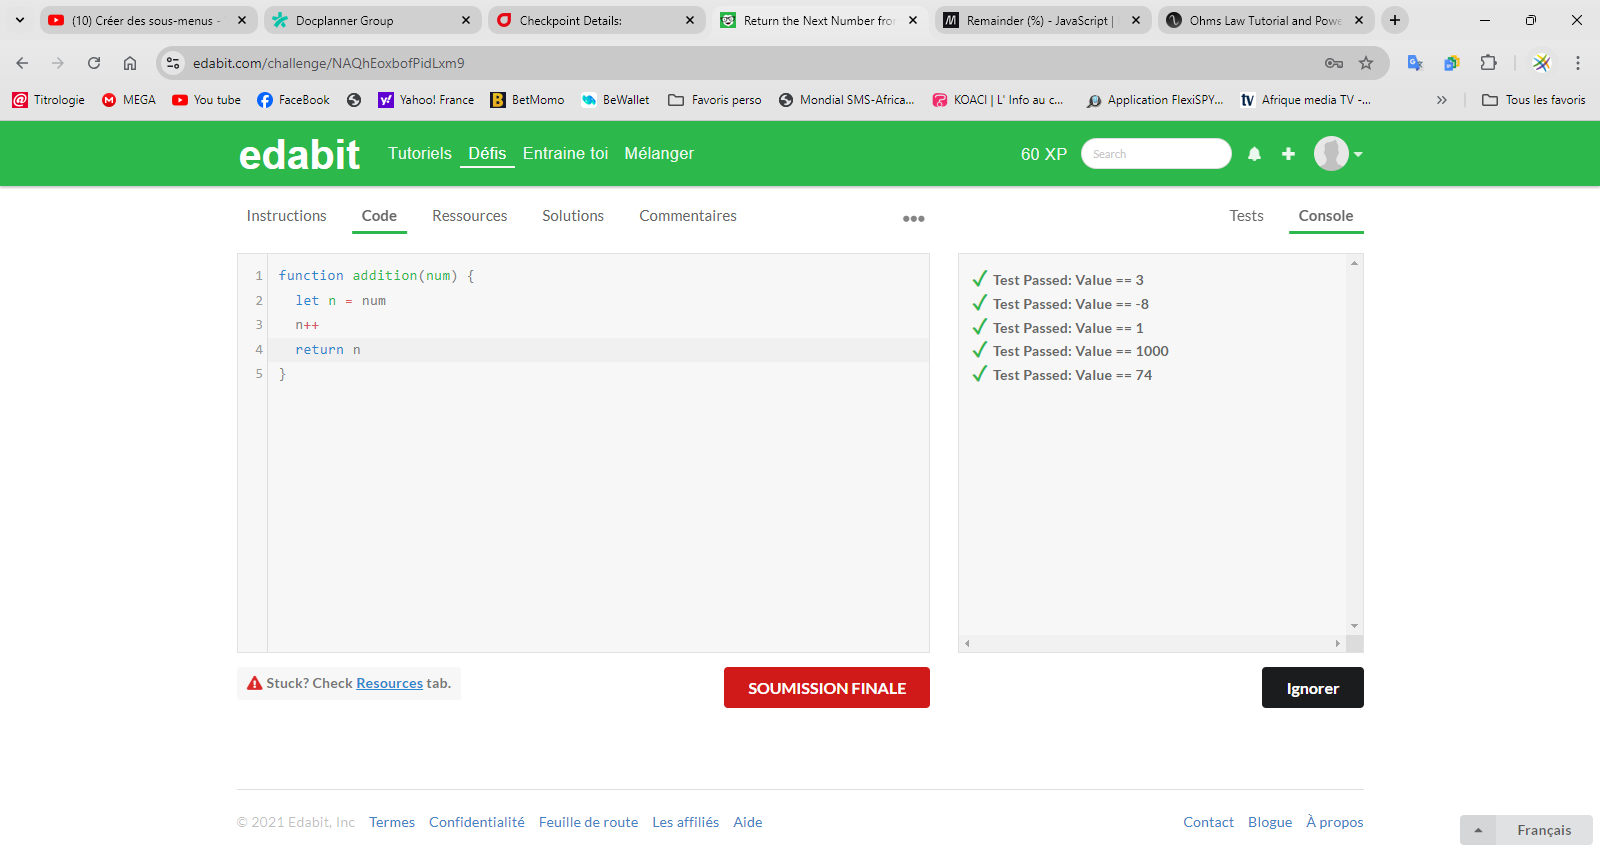 (10) Créer des sous-menus -
Docplanner Group
Checkpoint Details:
Return the Next Number fro
Remainder (%) - JavaScript |
Ohms Law Tutorial and Powe
edabit.com/challenge/NAQhEoxbofPidLxm9
Titrologie
MEGA
You tube
FaceBook
Yahoo! France
BetMomo
BeWallet
Favoris perso
Mondial SMS-Africa...
KOACI | L' Info au c...
Application FlexiSPY...
Afrique media TV -...
Tous les favoris
edabit
Tutoriels
Défis
Entraine toi
Mélanger
60 XP
Search
Instructions
Code
Ressources
Solutions
Commentaires
Tests
Console
1 function addition(num) {
2 let n = num
3 n++
4 return n
5 }
Test Passed: Value == 3
Test Passed: Value == -8
Test Passed: Value == 1
Test Passed: Value == 1000
Test Passed: Value == 74
Stuck? Check Resources tab.
SOUMISSION FINALE
Ignorer
© 2021 Edabit, Inc
Termes
Confidentialité
Feuille de route
Les affiliés
Aide
Contact
Blogue
À propos
Français